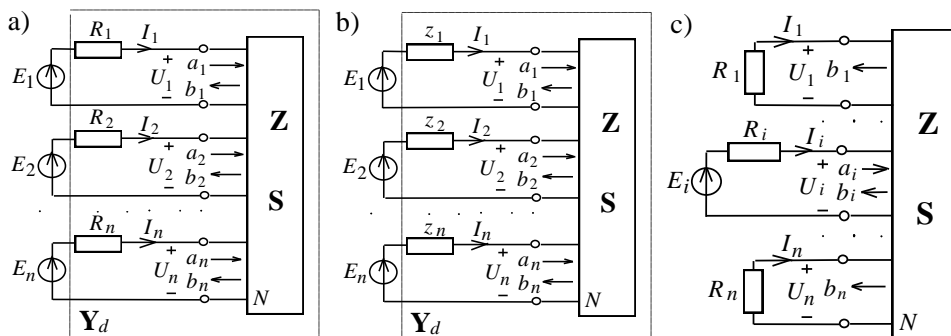 a)
R1 I1
E1 + U1 − a1 b1
R2 I2
E2 + U2 − a2 b2
Z
S
. . . . . .
Rn In
En + Un − an bn
N
Yd
b)
z1 I1
E1 + U1 − a1 b1
z2 I2
E2 + U2 − a2 b2
Z
S
. . . . . .
zn In
En + Un − an bn
N
Yd
c)
I1
R1 + U1 − b1
Ri Ii
Ei + Ui − ai bi
Z
S
In
Rn + Un − bn
N